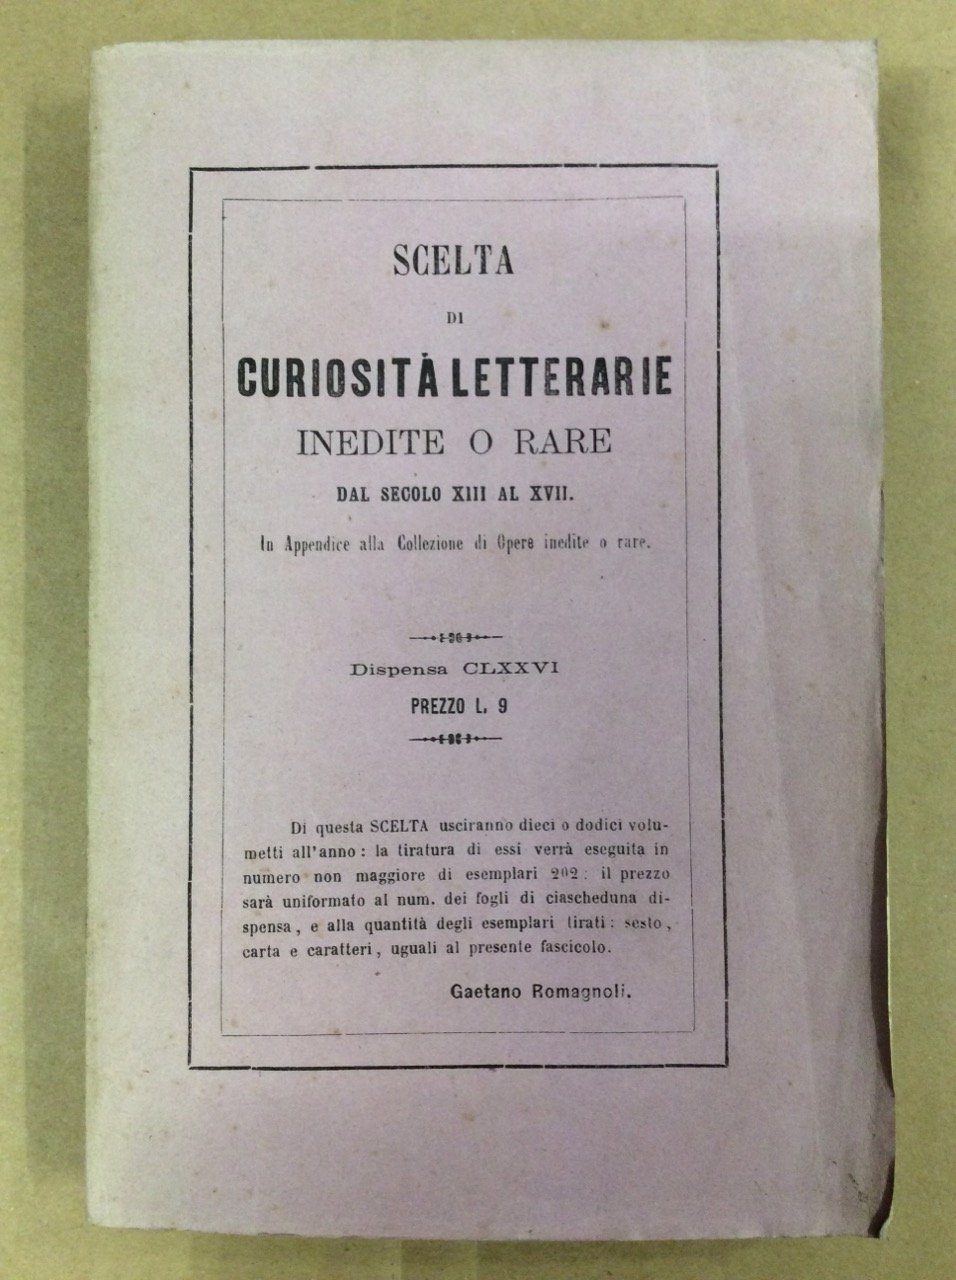 SCELTA
DI
CURIOSITÀ LETTERARIE
INEDITE O RARE
DAL SECOLO XIII AL XVII.
In Appendice alla Collezione di Opere inedite o rare.
Dispensa CLXXVI
PREZZO L. 9
Di questa SCELTA usciranno dieci o dodici volu-
metti all'anno: la tiratura di essi verrà eseguita in
numero non maggiore di esemplari 202: il prezzo
sarà uniformato al num. dei fogli di ciascheduna di-
spensa, e alla quantità degli esemplari tirati: sesto,
carta e caratteri, uguali al presente fascicolo.
Gaetano Romagnoli.